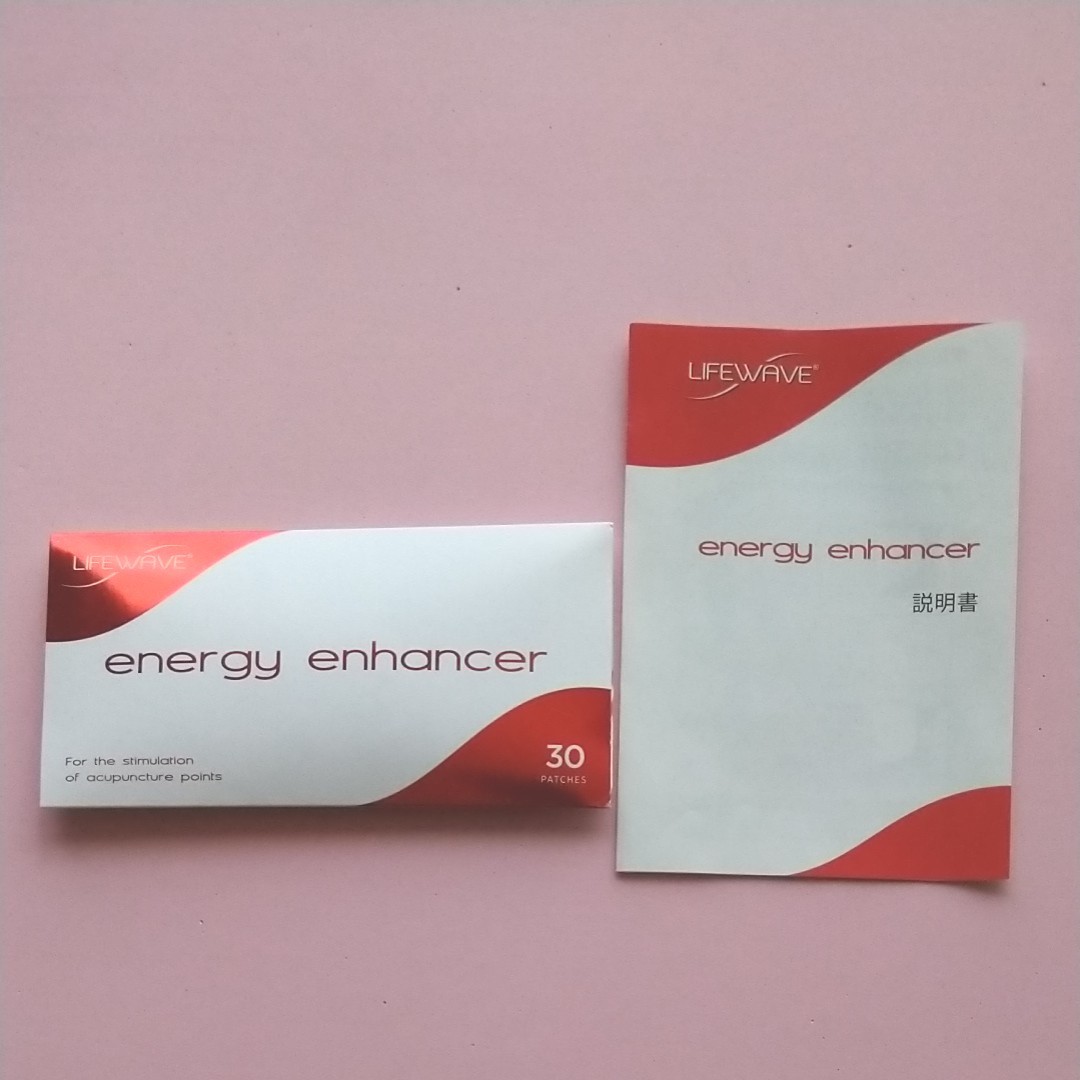 LIFEWAVE®
energy enhancer
For the stimulation
of acupuncture points
30
PATCHES
LIFEWAVE®
energy enhancer
説明書